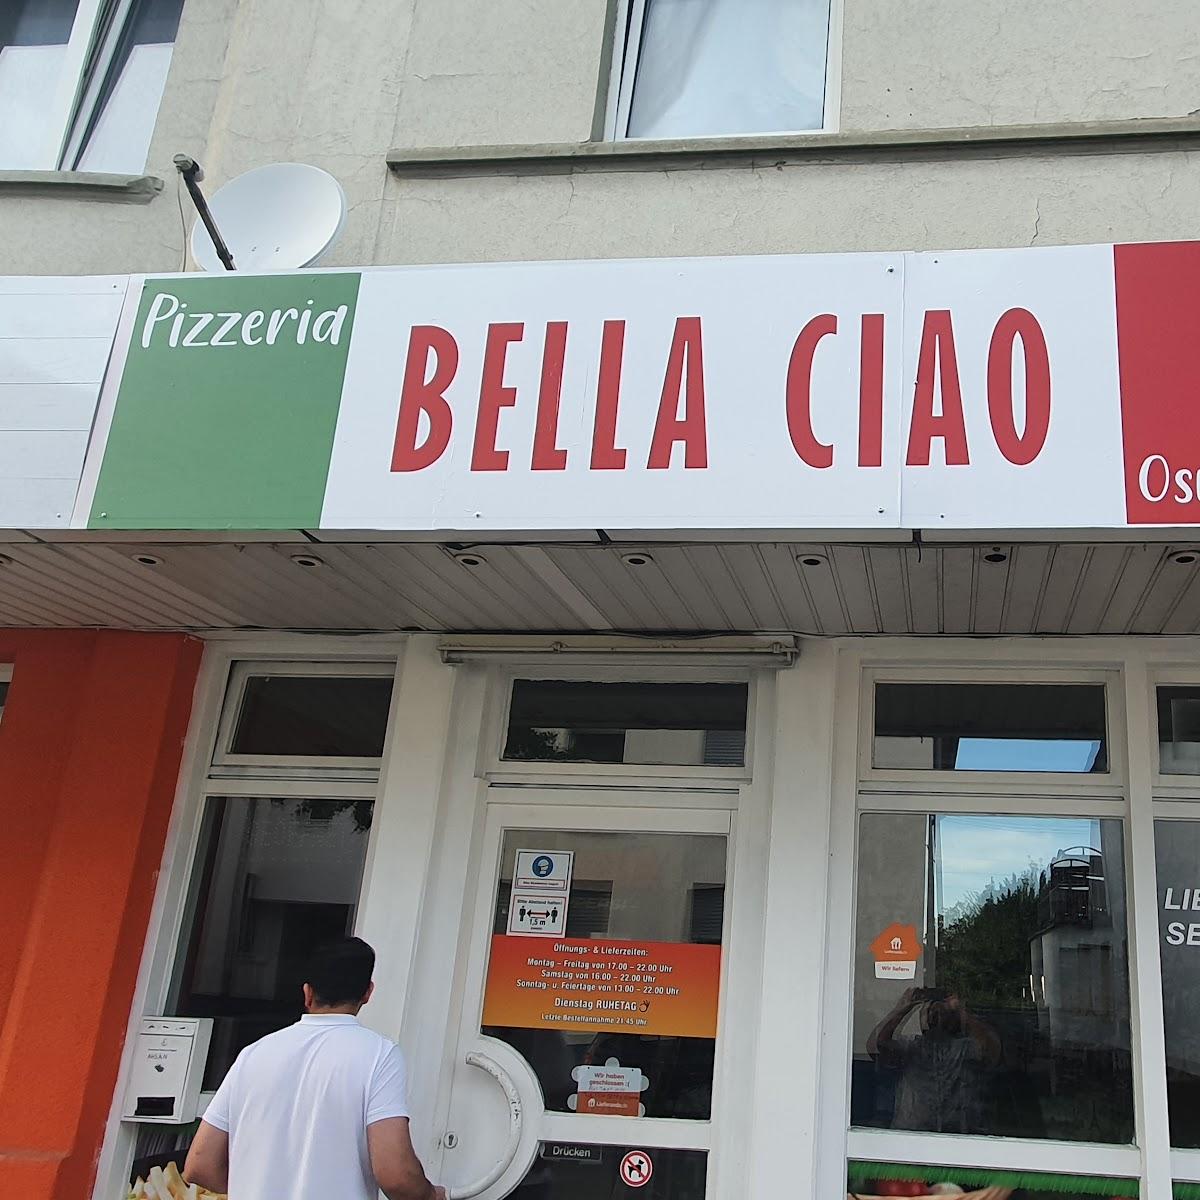 Pizzeria
BELLA CIAO
Bitte Abstand halten!
1,5 m
Öffnungs- & Lieferzeiten:
Montag – Freitag von 17.00 – 22.00 Uhr
Samstag von 16.00 – 22.00 Uhr
Sonntag- u. Feiertage von 13.00 – 22.00 Uhr
Dienstag RUHETAG
Letzte Bestellannahme 21.45 Uhr
Wir haben
geschlossen :(
Lieferando.de
Drücken
Lieferando.de
Wir liefern
LIE
SE